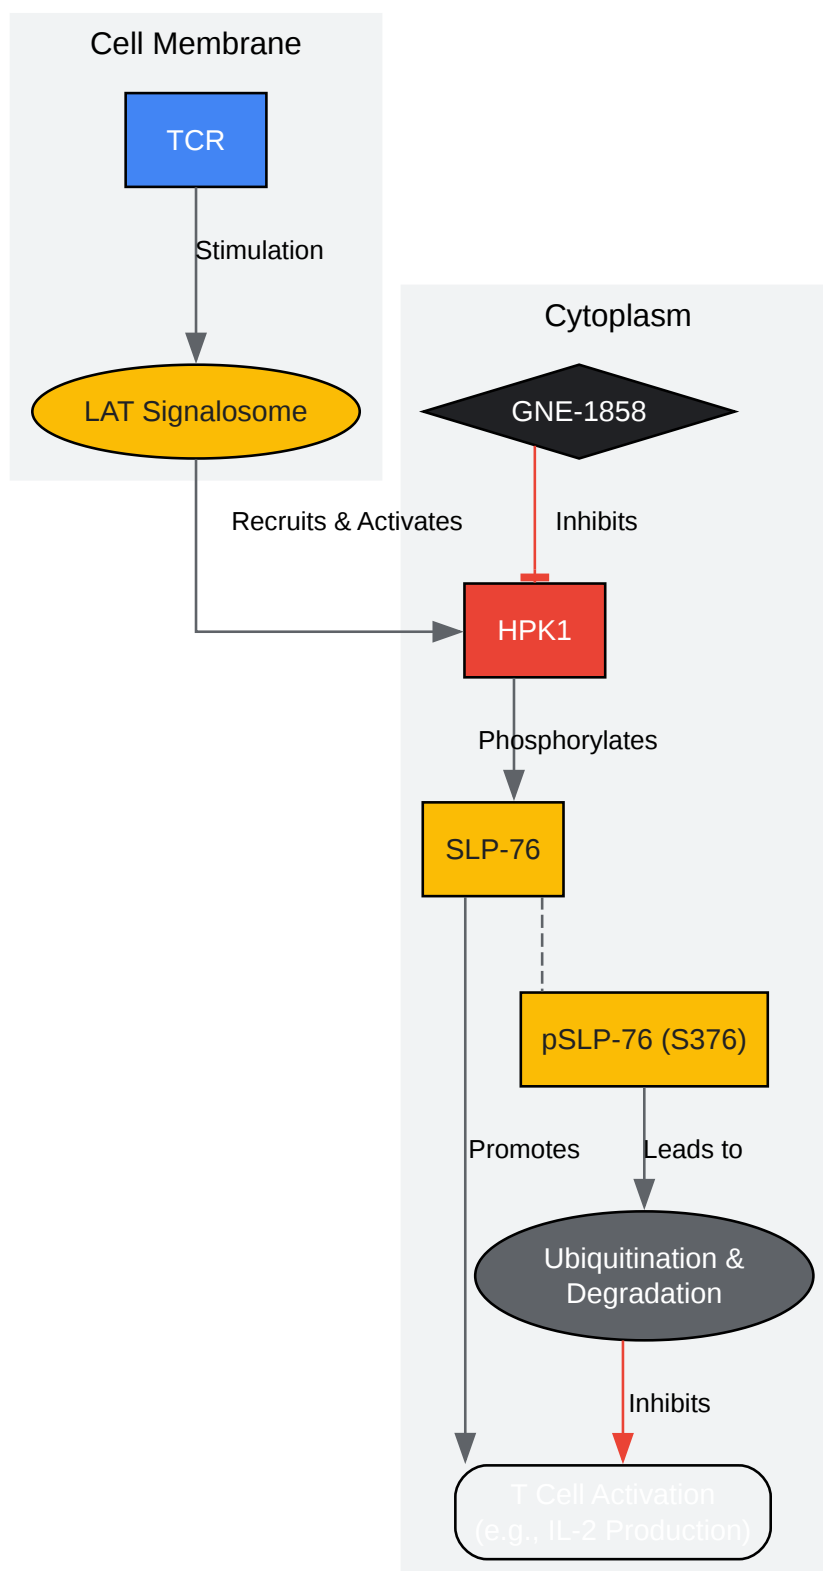 Cell Membrane
TCR
Stimulation
LAT Signalosome
Cytoplasm
GNE-1858
Recruits & Activates
Inhibits
HPK1
Phosphorylates
SLP-76
pSLP-76 (S376)
Promotes
Leads to
Ubiquitination &
Degradation
Inhibits
T Cell Activation
(e.g., IL-2 Production)